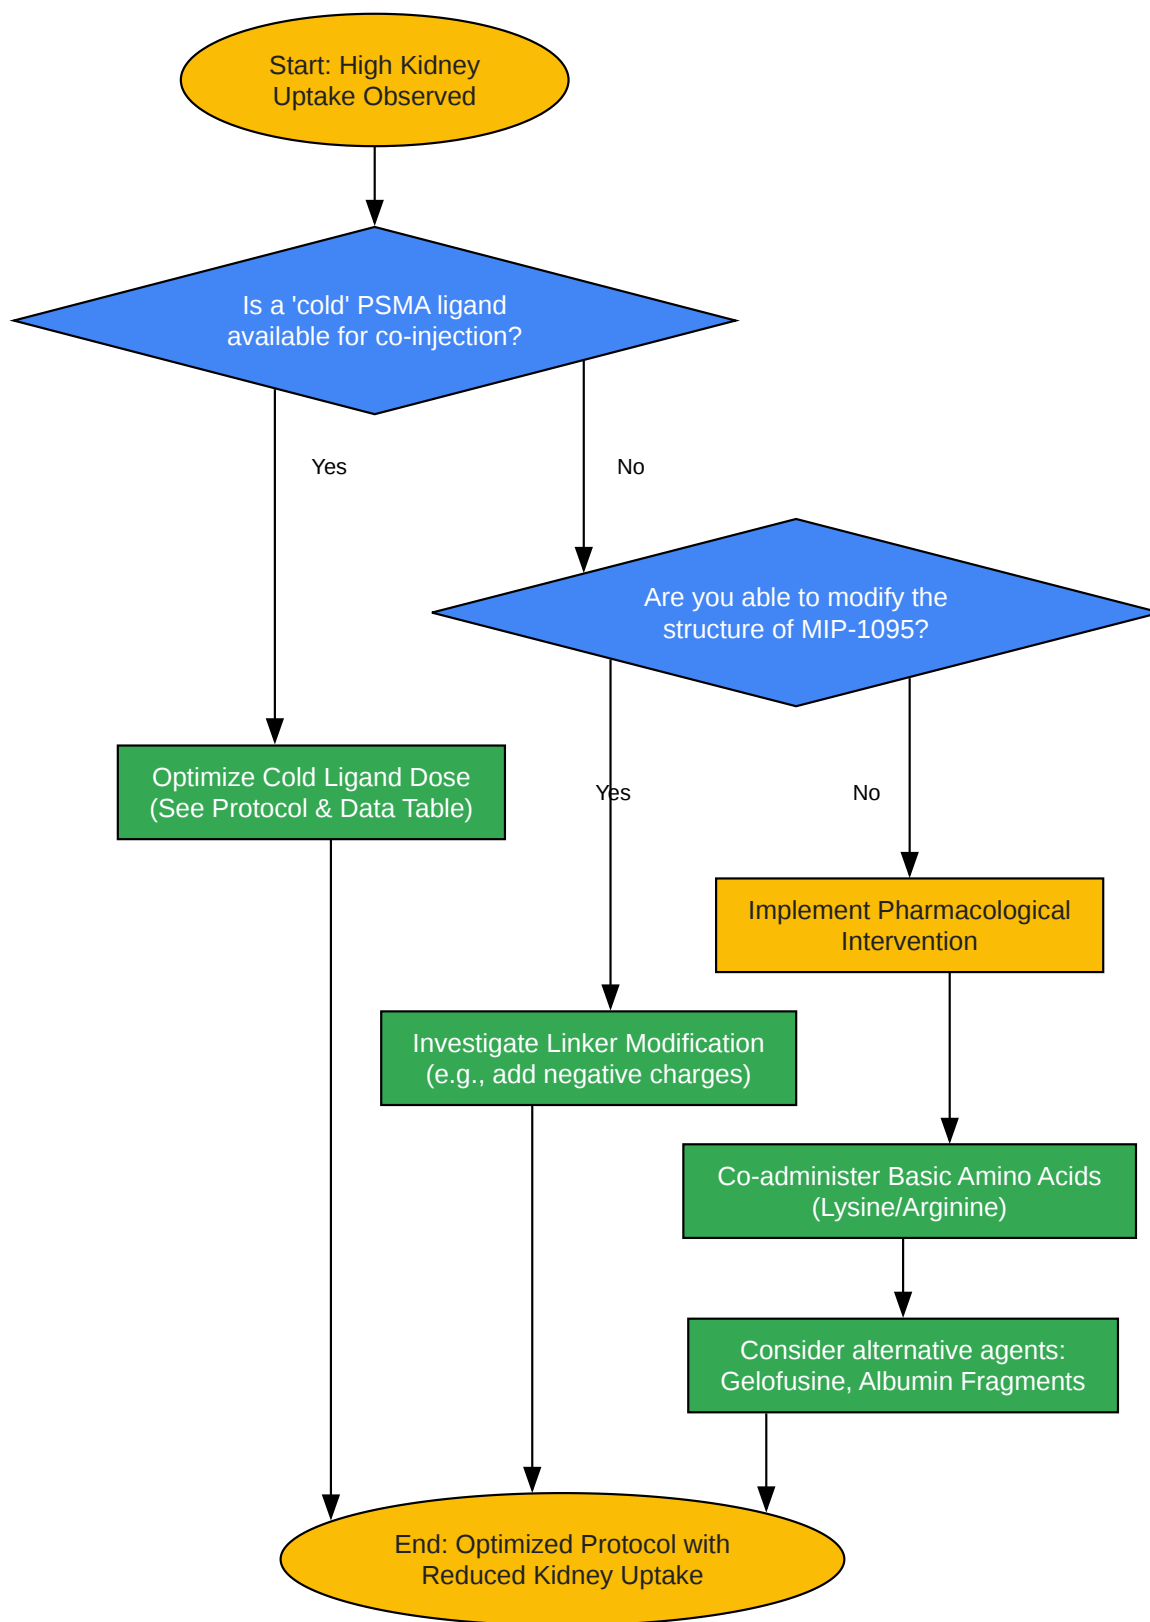 Start: High Kidney
Uptake Observed
Is a 'cold' PSMA ligand
available for co-injection?
Yes
No
Are you able to modify the
structure of MIP-1095?
Optimize Cold Ligand Dose
(See Protocol & Data Table)
Yes
No
Implement Pharmacological
Intervention
Investigate Linker Modification
(e.g., add negative charges)
Co-administer Basic Amino Acids
(Lysine/Arginine)
Consider alternative agents:
Gelofusine, Albumin Fragments
End: Optimized Protocol with
Reduced Kidney Uptake